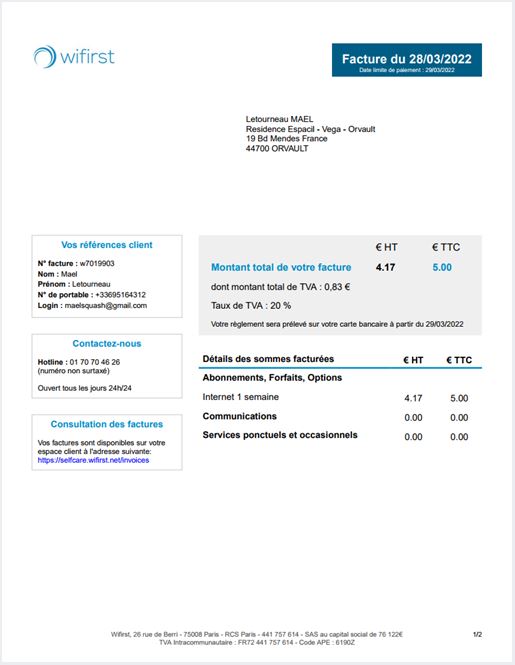 wifirst
Facture du 28/03/2022
Date limite de paiement : 29/03/2022
Letourneau MAEL
Residence Espacil - Vega - Orvault
19 Bd Mendes France
44700 ORVAULT
Vos références client
N° facture : w7019903
Nom : Mael
Prénom : Letourneau
N° de portable : +33695164312
Login : maelsquash@gmail.com
Contactez-nous
Hotline : 01 70 70 46 26
(numéro non surtaxé)
Ouvert tous les jours 24h/24
Consultation des factures
Vos factures sont disponibles sur votre
espace client à l'adresse suivante:
https://selfcare.wifirst.net/invoices
€ HT € TTC
Montant total de votre facture 4.17 5.00
dont montant total de TVA : 0,83 €
Taux de TVA : 20 %
Votre règlement sera prélevé sur votre carte bancaire à partir du 29/03/2022
Détails des sommes facturées € HT € TTC
Abonnements, Forfaits, Options
Internet 1 semaine 4.17 5.00
Communications 0.00 0.00
Services ponctuels et occasionnels 0.00 0.00
Wifirst, 26 rue de Berri - 75008 Paris - RCS Paris - 441 757 614 - SAS au capital social de 76 122€
TVA Intracommunautaire : FR72 441 757 614 - Code APE : 6190Z
1/2